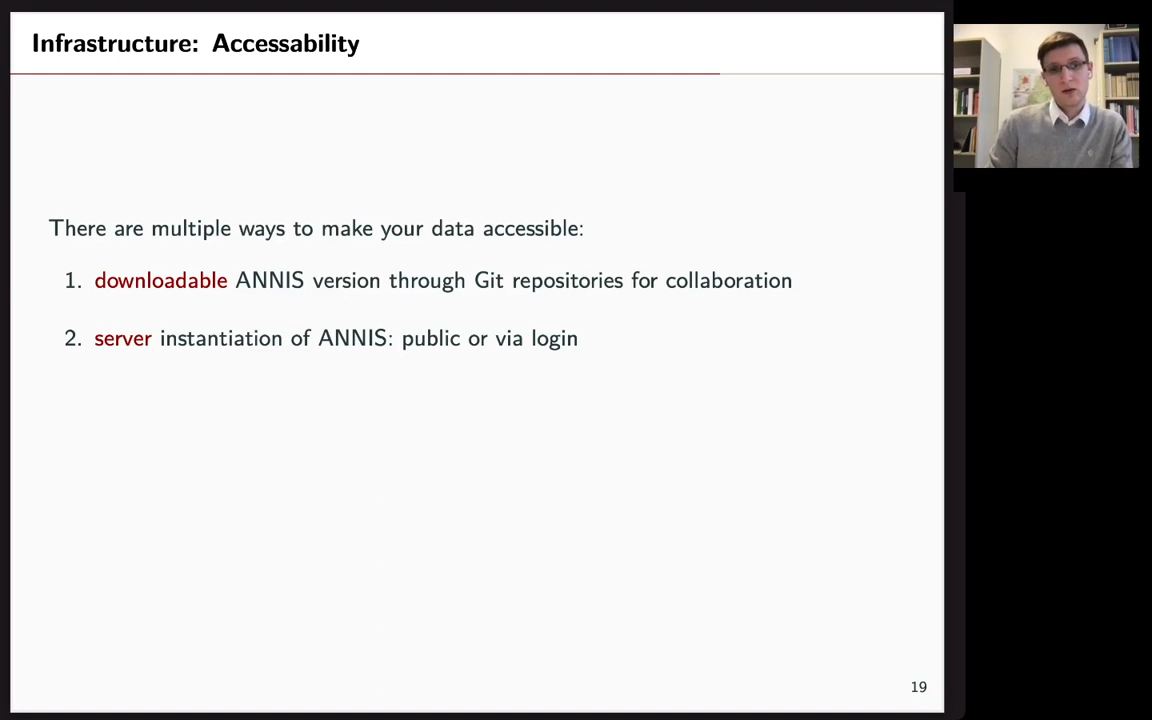 Infrastructure: Accessability
There are multiple ways to make your data accessible:
1. downloadable ANNIS version through Git repositories for collaboration
2. server instantiation of ANNIS: public or via login
19